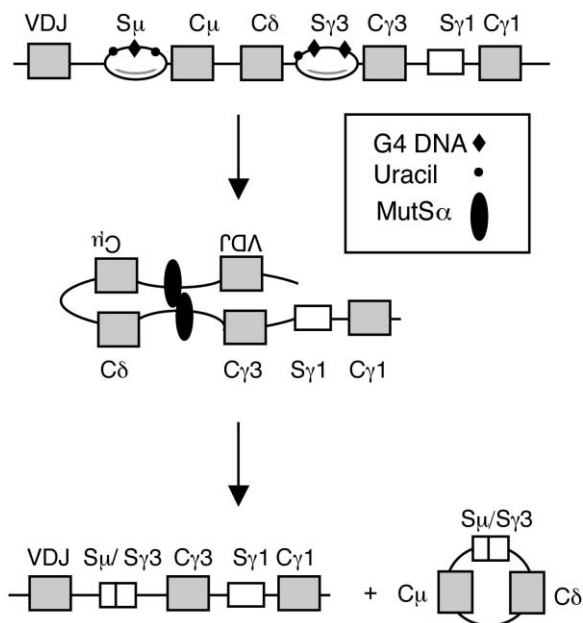 VDJ Sμ Cμ Cδ Sγ3 Cγ3 Sγ1 Cγ1
G4 DNA
Uracil
MutSα
Cμ VDJ
Cδ Cγ3 Sγ1 Cγ1
Sμ/Sγ3
VDJ Sμ/ Sγ3 Cγ3 Sγ1 Cγ1
+ Cμ Cδ